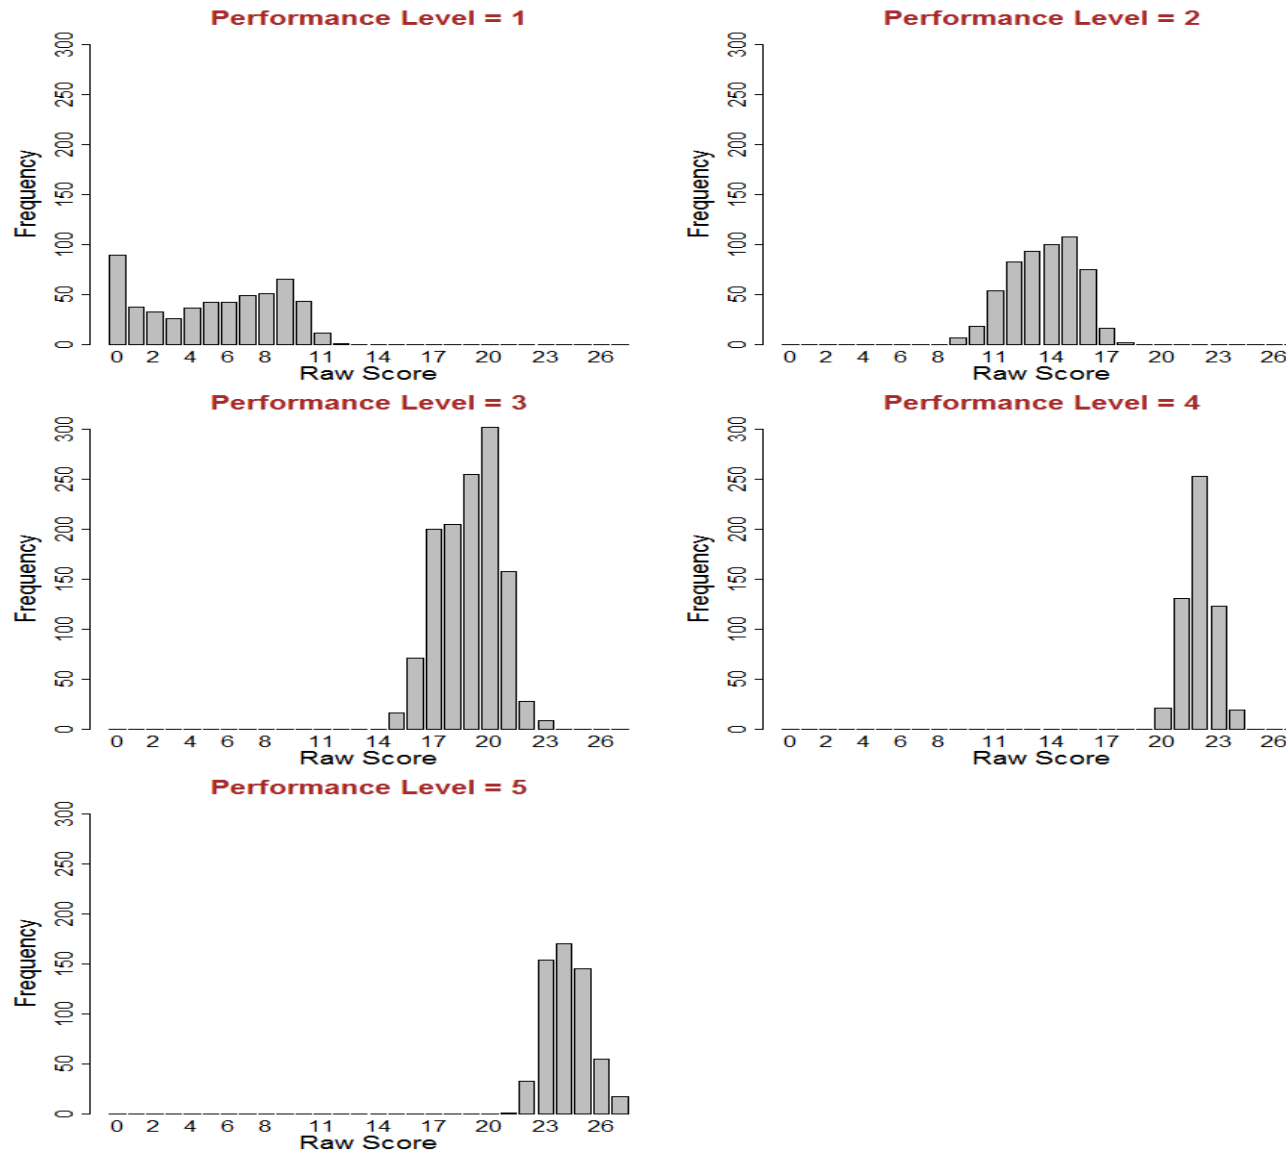 Performance Level = 1
Frequency
300
250
200
150
100
50
0
0 2 4 6 8 11 14 17 20 23 26
Raw Score
Performance Level = 2
Frequency
300
250
200
150
100
50
0
0 2 4 6 8 11 14 17 20 23 26
Raw Score
Performance Level = 3
Frequency
300
250
200
150
100
50
0
0 2 4 6 8 11 14 17 20 23 26
Raw Score
Performance Level = 4
Frequency
300
250
200
150
100
50
0
0 2 4 6 8 11 14 17 20 23 26
Raw Score
Performance Level = 5
Frequency
300
250
200
150
100
50
0
0 2 4 6 8 11 14 17 20 23 26
Raw Score